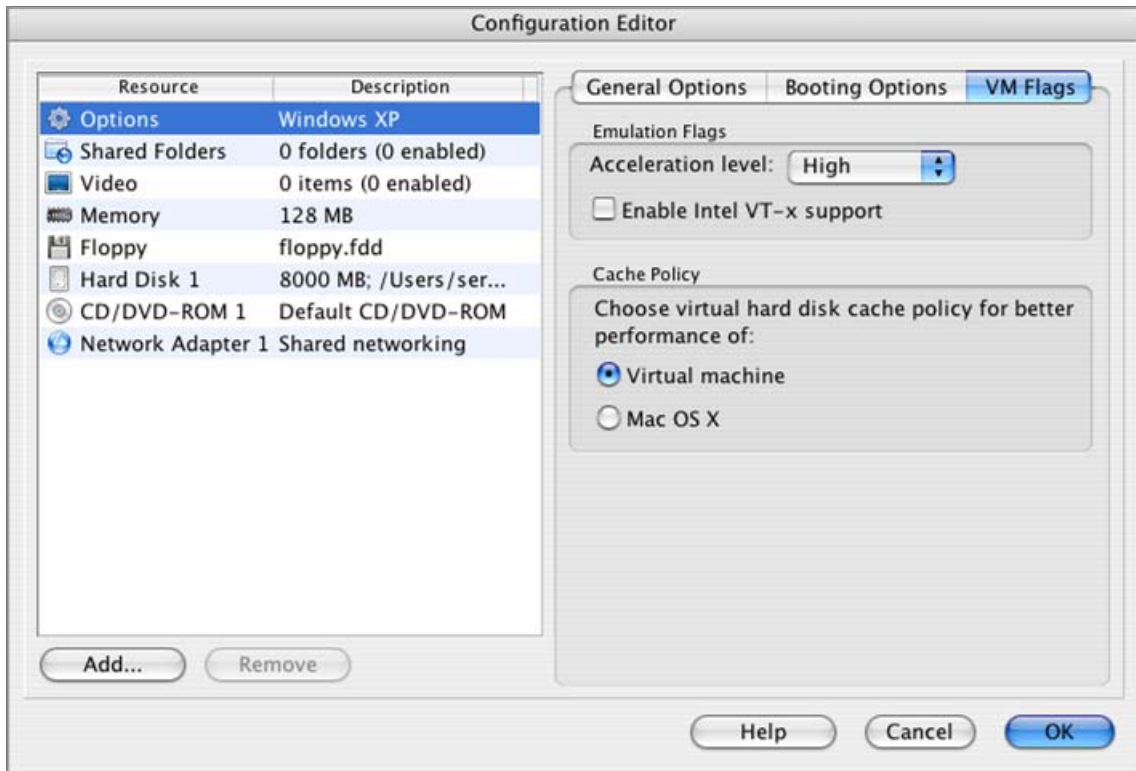 Configuration Editor
Resource Description
Options Windows XP
Shared Folders 0 folders (0 enabled)
Video 0 items (0 enabled)
Memory 128 MB
Floppy floppy.fdd
Hard Disk 1 8000 MB; /Users/ser...
CD/DVD-ROM 1 Default CD/DVD-ROM
Network Adapter 1 Shared networking
Add... Remove
General Options Booting Options VM Flags
Emulation Flags
Acceleration level: High
Enable Intel VT-x support
Cache Policy
Choose virtual hard disk cache policy for better
performance of:
Virtual machine
Mac OS X
Help Cancel OK